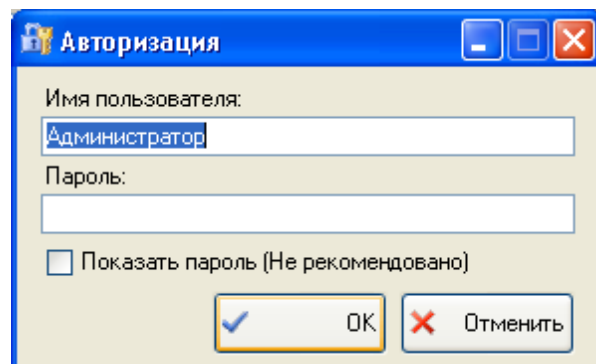 Авторизация
Имя пользователя:
Администратор
Пароль:
Показать пароль (Не рекомендовано)
OK
Отменить